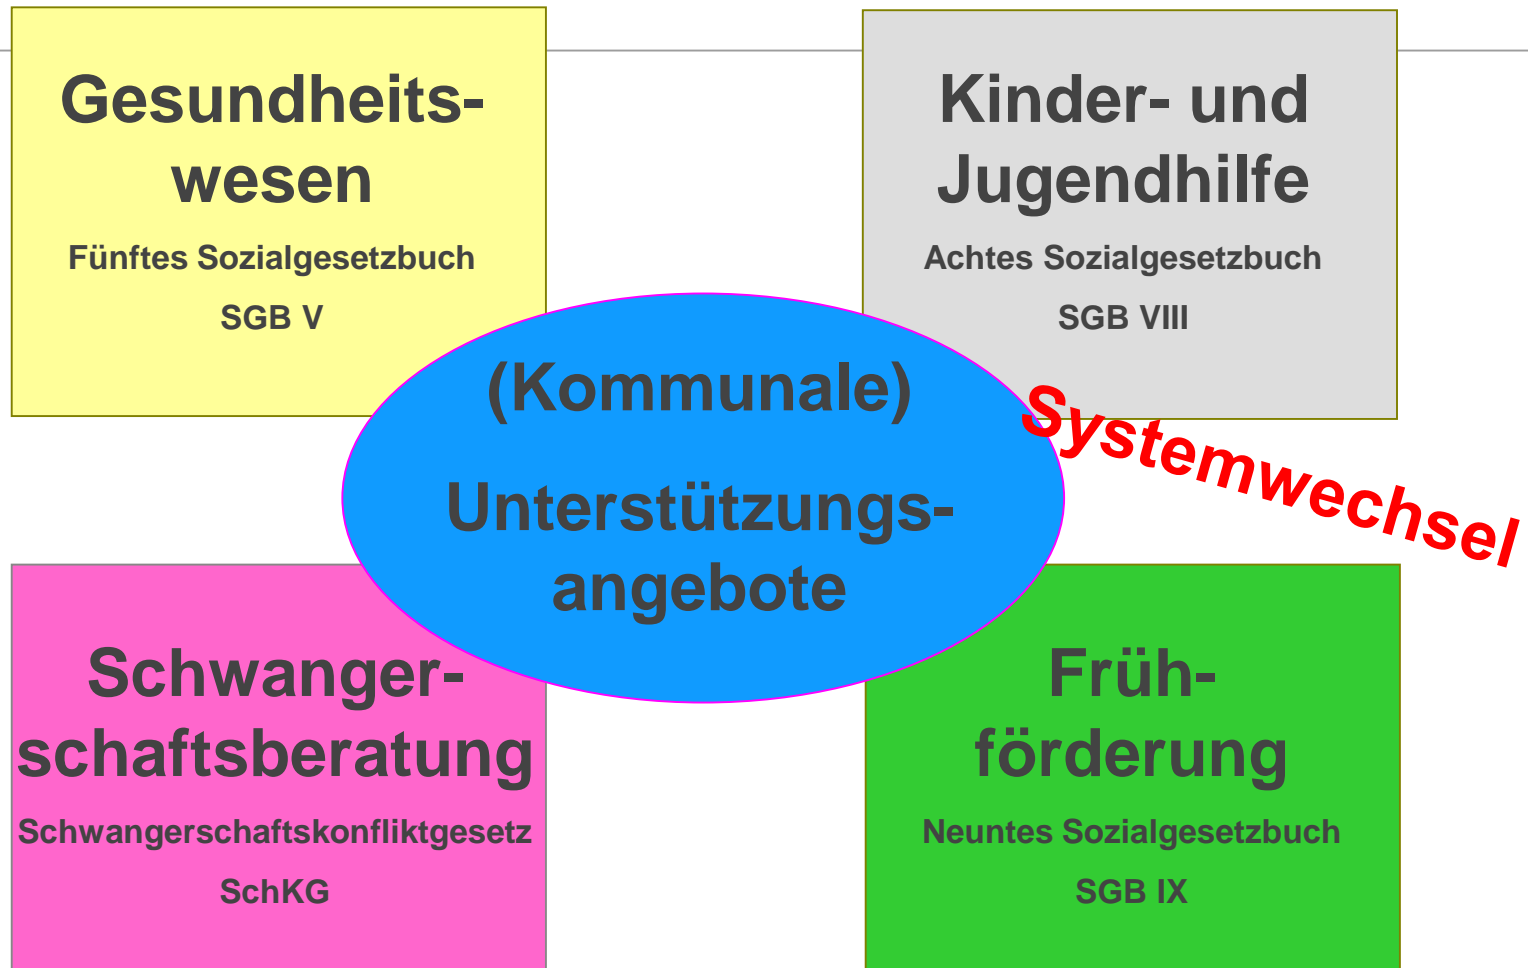 Gesundheits-
wesen
Fünftes Sozialgesetzbuch
SGB V
Kinder- und
Jugendhilfe
Achtes Sozialgesetzbuch
SGB VIII
(Kommunale)
Unterstützungs-
angebote
Systemwechsel
Schwanger-
schaftsberatung
Schwangerschaftskonfliktgesetz
SchKG
Früh-
förderung
Neuntes Sozialgesetzbuch
SGB IX